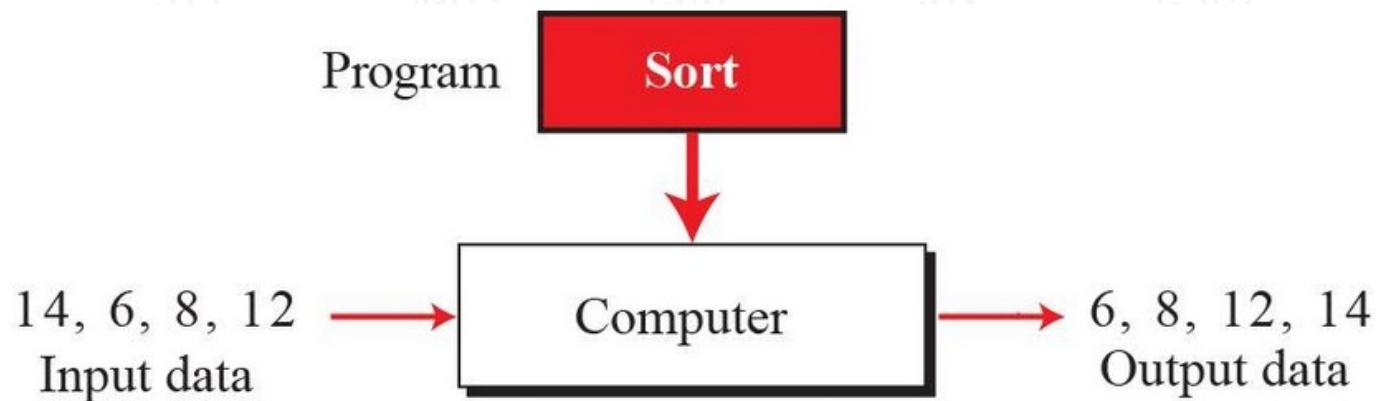 Program
Sort
14, 6, 8, 12
Input data
Computer
6, 8, 12, 14
Output data